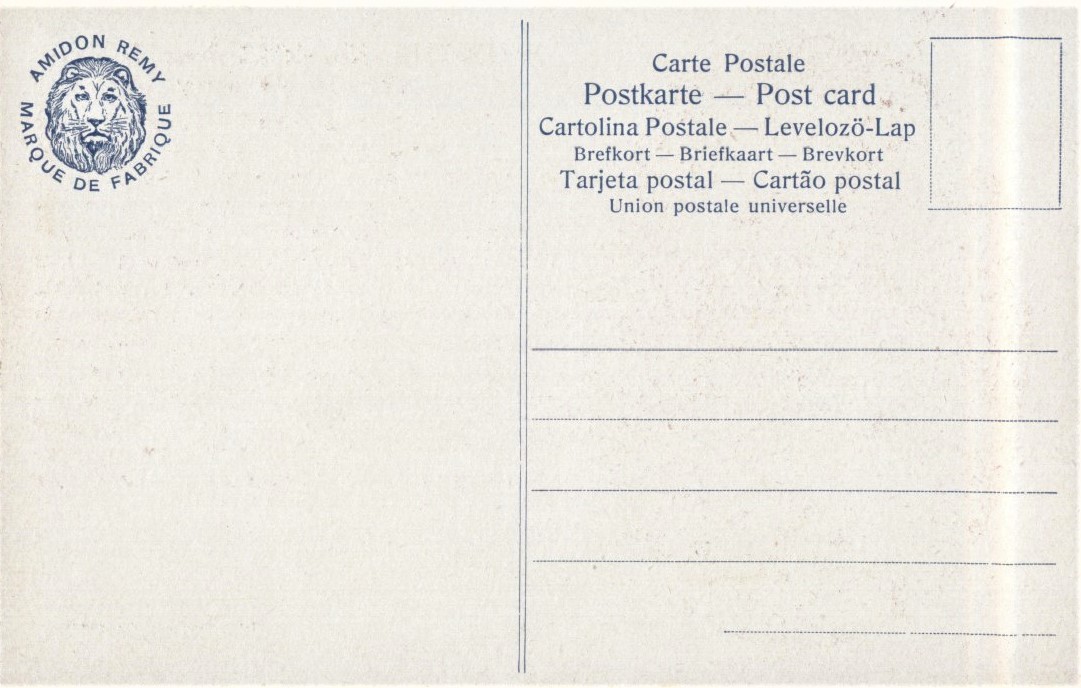 AMIDON REMY
MARQUE DE FABRIQUE
Carte Postale
Postkarte — Post card
Cartolina Postale — Levelozö-Lap
Brefkort — Briefkaart — Brevkort
Tarjeta postal — Cartão postal
Union postale universelle